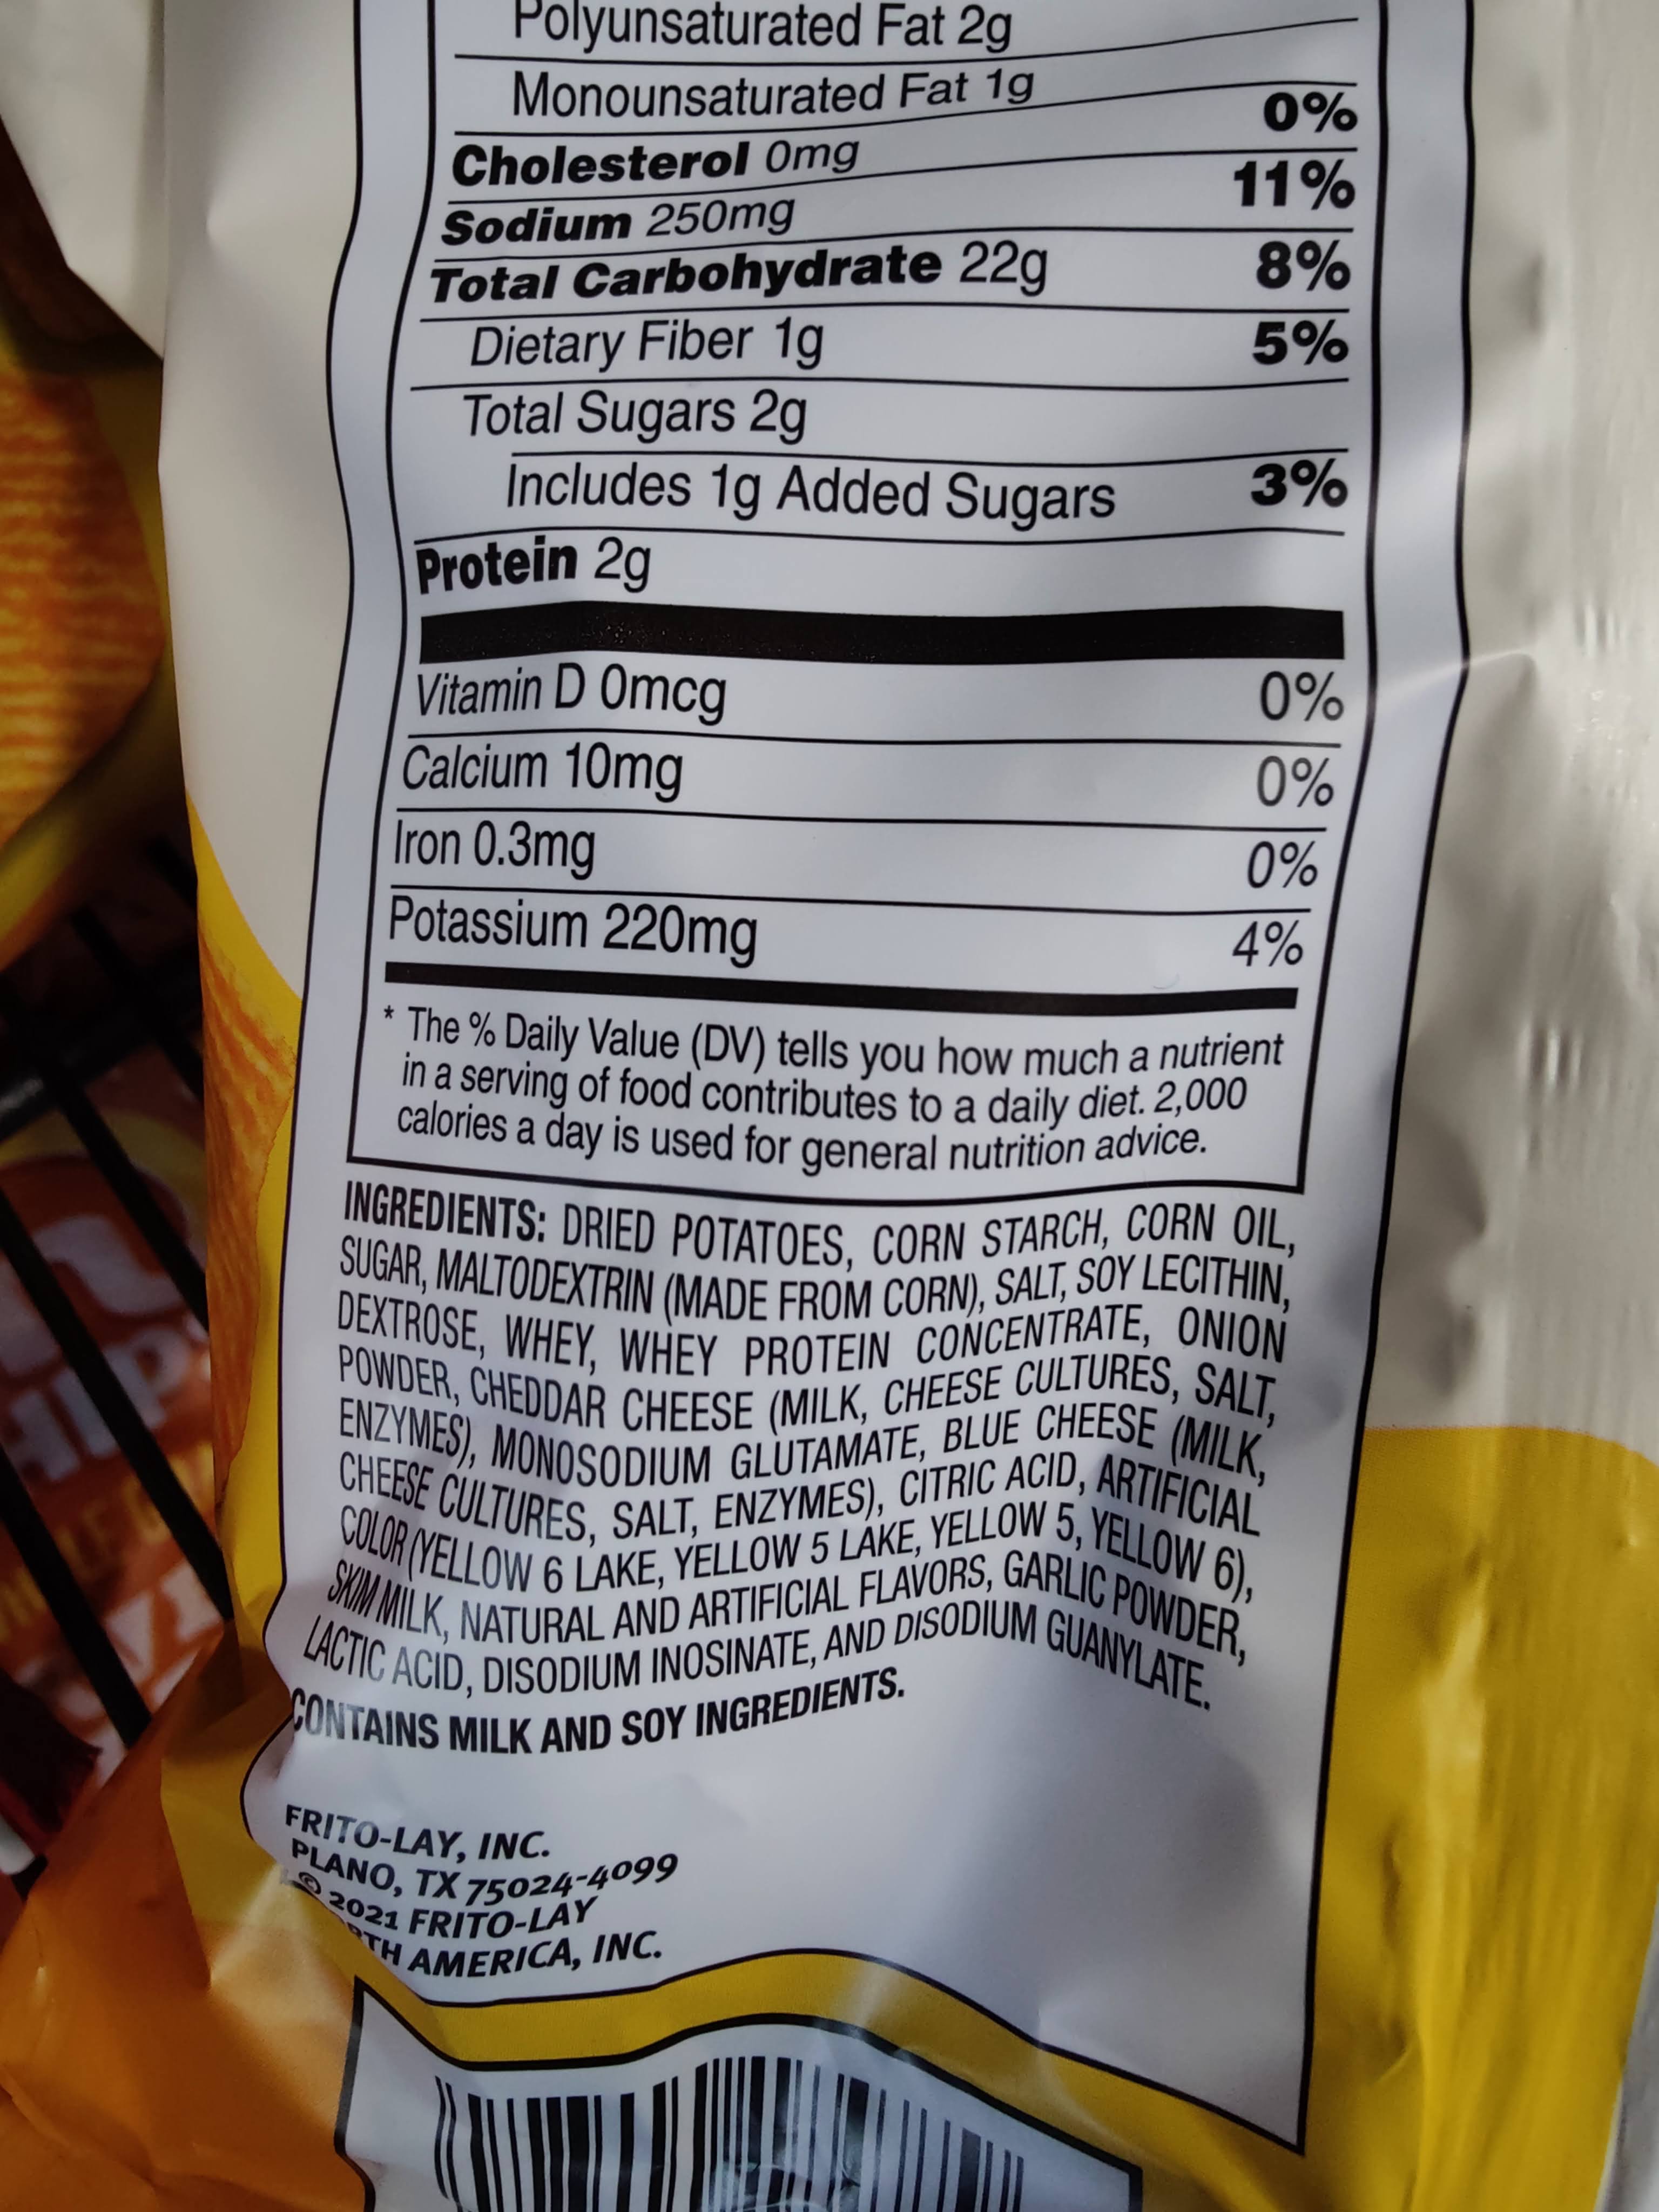 Polyunsaturated Fat 2g
Monounsaturated Fat 1g
Cholesterol 0mg 0%
Sodium 250mg 11%
Total Carbohydrate 22g 8%
Dietary Fiber 1g 5%
Total Sugars 2g
Includes 1g Added Sugars 3%
Protein 2g
Vitamin D 0mcg 0%
Calcium 10mg 0%
Iron 0.3mg 0%
Potassium 220mg 4%
* The % Daily Value (DV) tells you how much a nutrient
in a serving of food contributes to a daily diet. 2,000
calories a day is used for general nutrition advice.
INGREDIENTS: DRIED POTATOES, CORN STARCH, CORN OIL,
SUGAR, MALTODEXTRIN (MADE FROM CORN), SALT, SOY LECITHIN,
DEXTROSE, WHEY, WHEY PROTEIN CONCENTRATE, ONION
POWDER, CHEDDAR CHEESE (MILK, CHEESE CULTURES, SALT,
ENZYMES), MONOSODIUM GLUTAMATE, BLUE CHEESE (MILK,
CHEESE CULTURES, SALT, ENZYMES), CITRIC ACID, ARTIFICIAL
COLOR (YELLOW 6 LAKE, YELLOW 5 LAKE, YELLOW 5, YELLOW 6),
SKIM MILK, NATURAL AND ARTIFICIAL FLAVORS, GARLIC POWDER,
LACTIC ACID, DISODIUM INOSINATE, AND DISODIUM GUANYLATE.
CONTAINS MILK AND SOY INGREDIENTS.
FRITO-LAY, INC.
PLANO, TX 75024-4099
© 2021 FRITO-LAY
RTH AMERICA, INC.